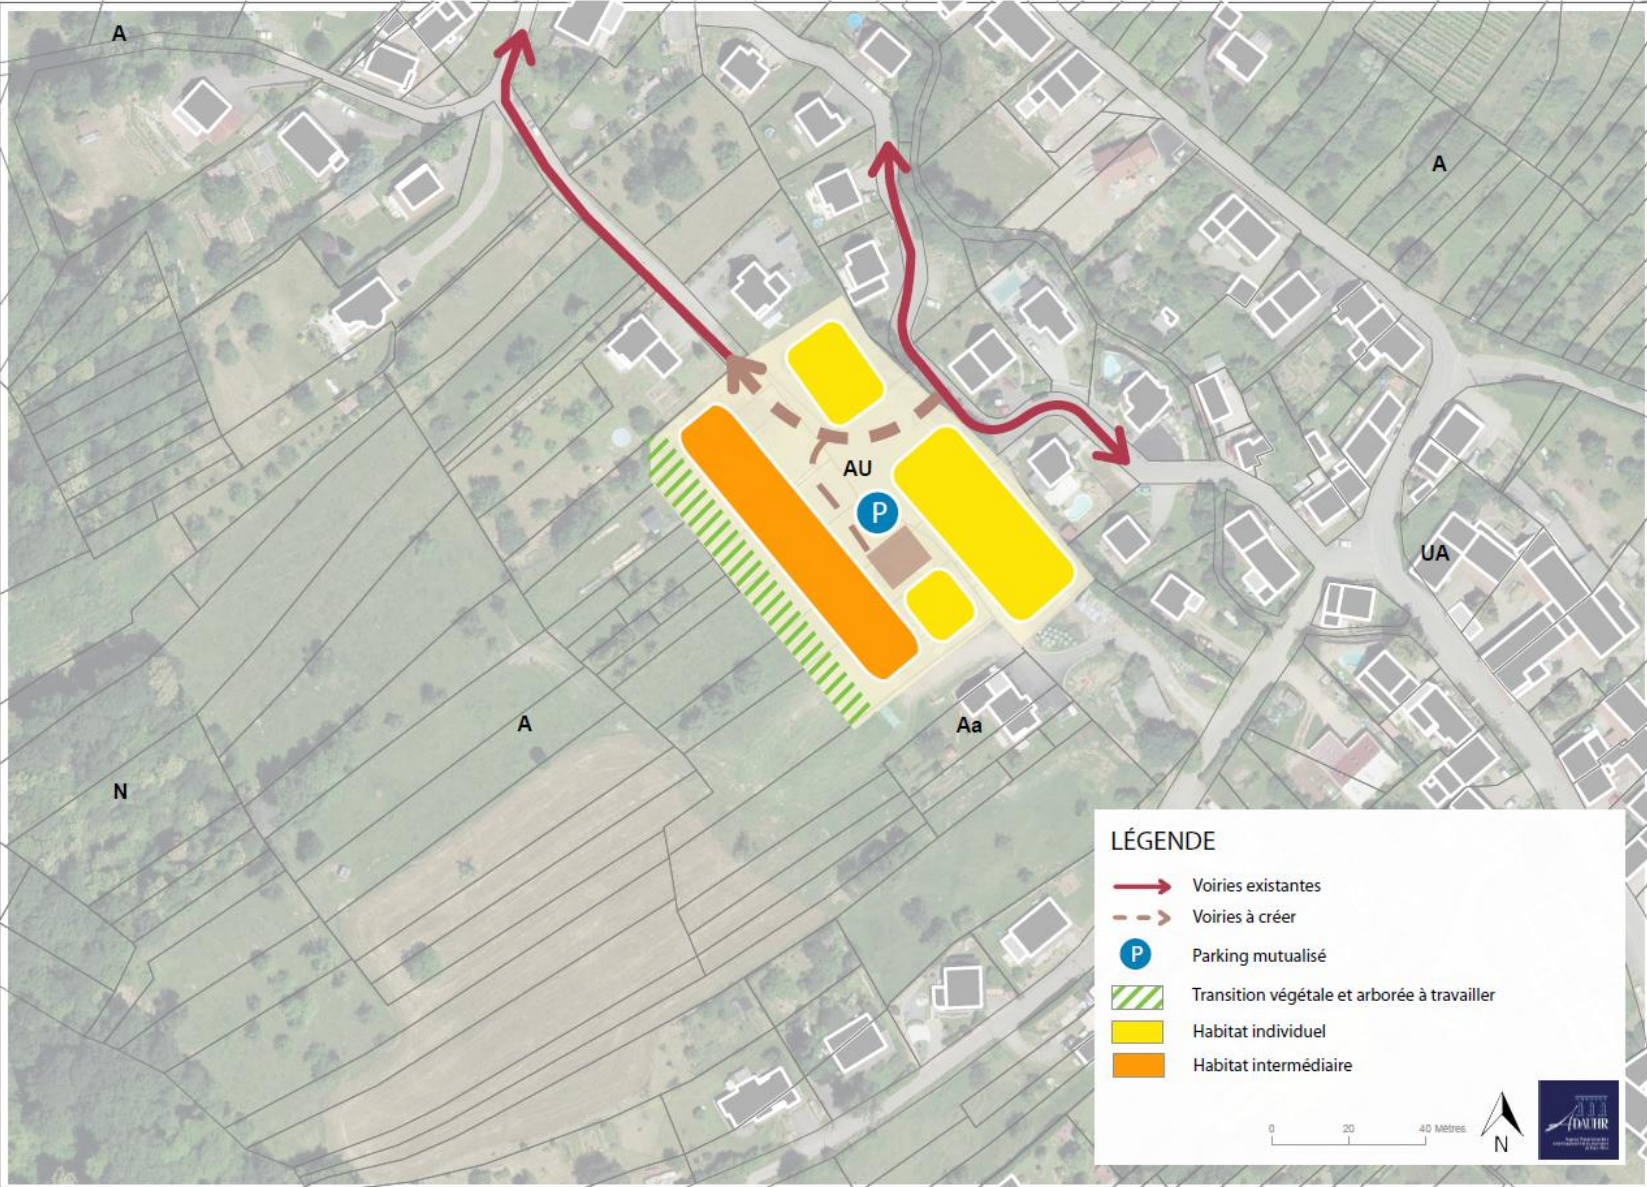 A
A
AU
P
UA
A
Aa
N
LÉGENDE
Voiries existantes
Voiries à créer
P
Parking mutualisé
Transition végétale et arborée à travailler
Habitat individuel
Habitat intermédiaire
0 20 40 Mètres
N
ADAUHR